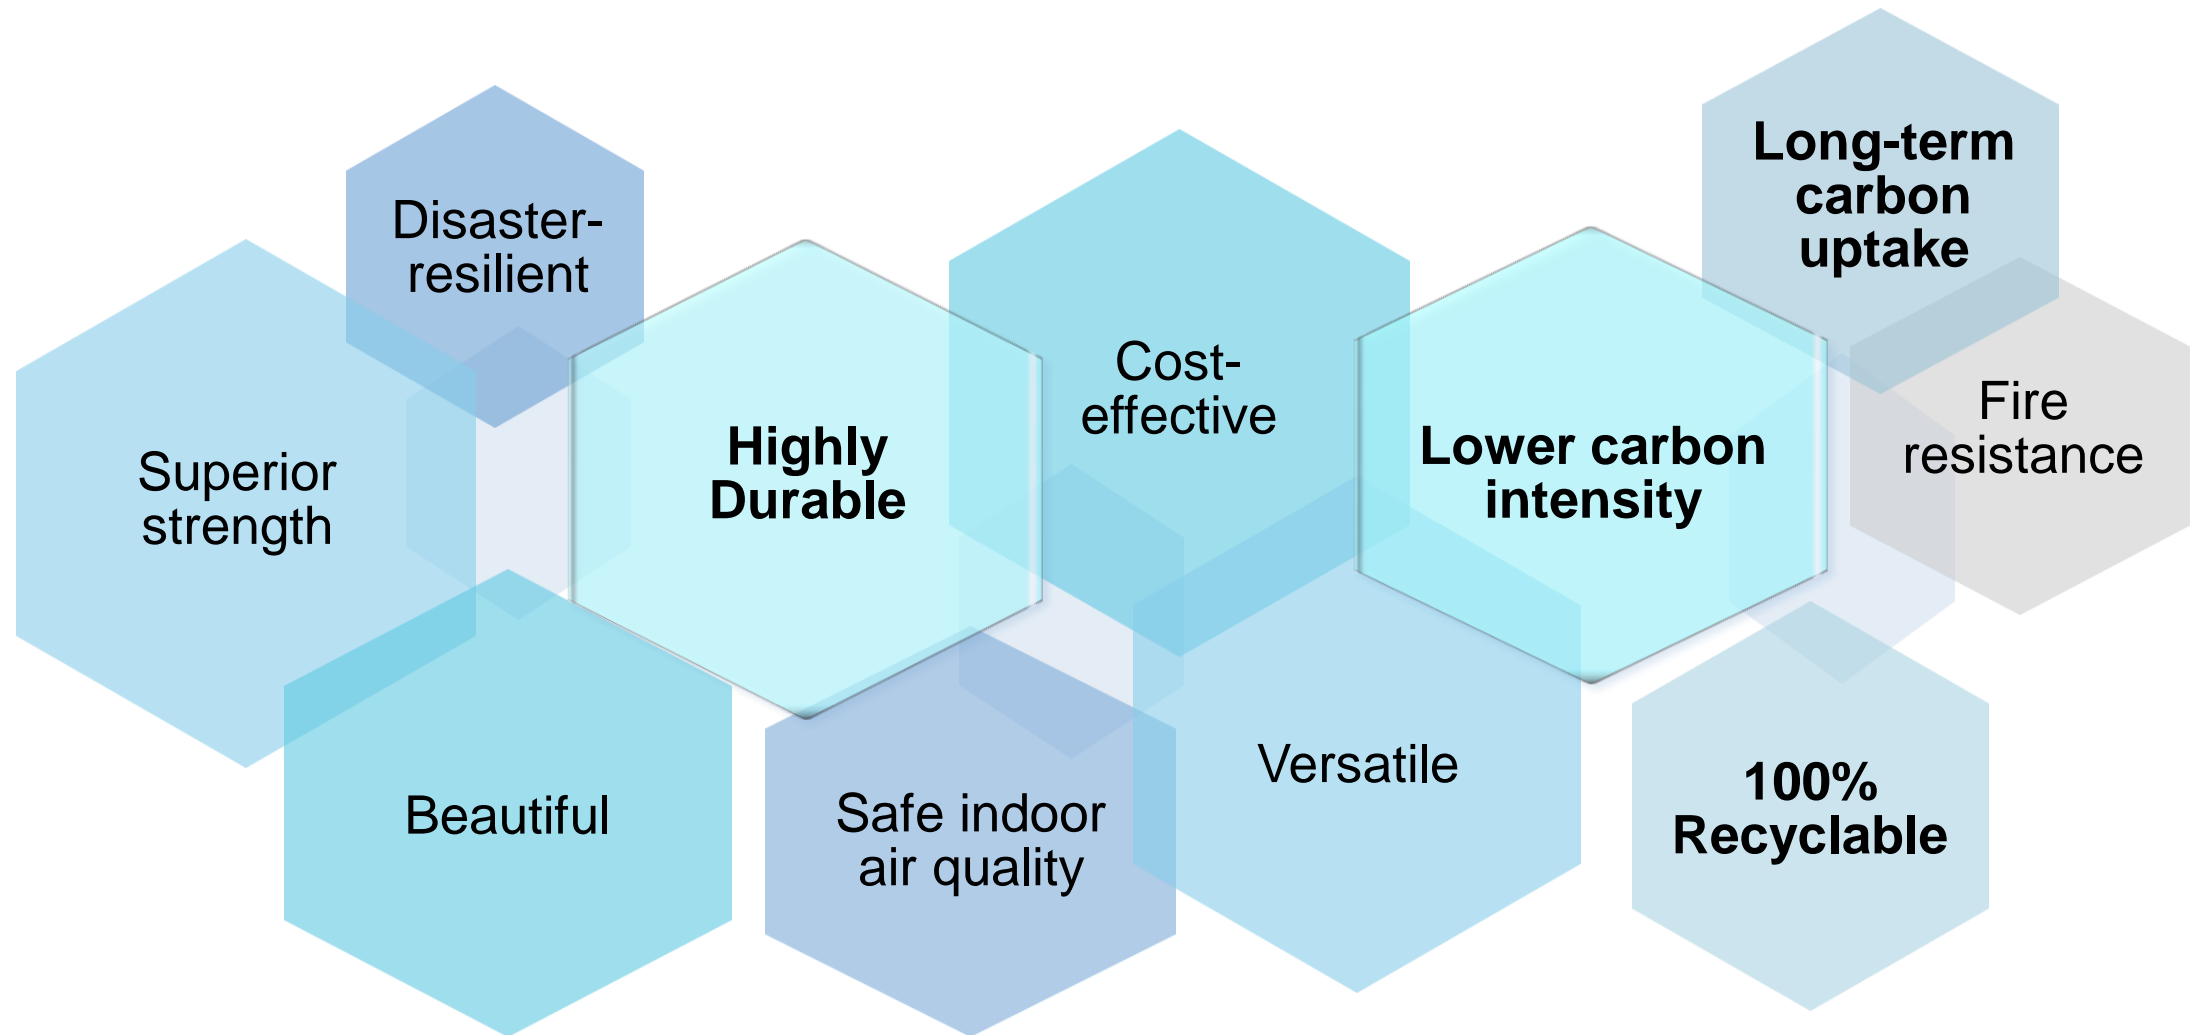 Disaster-
resilient
Superior
strength
Highly
Durable
Beautiful
Cost-
effective
Safe indoor
air quality
Versatile
Lower carbon
intensity
Long-term
carbon
uptake
Fire
resistance
100%
Recyclable